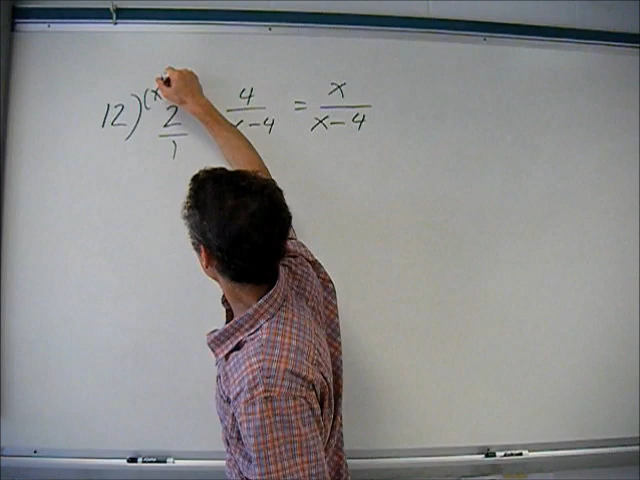 12) (x 2/1 4/x-4 = x/x-4